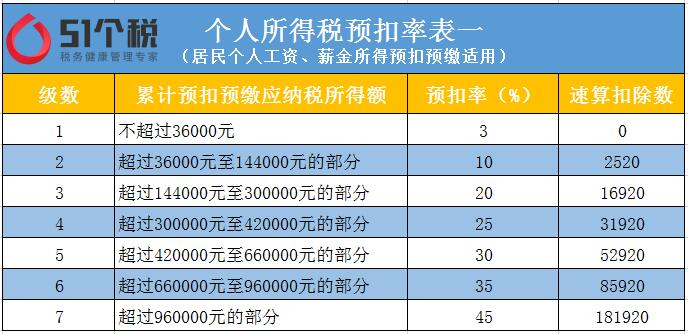 51个税
税务健康管理专家
个人所得税预扣率表一
（居民个人工资、薪金所得预扣预缴适用）
级数 累计预扣预缴应纳税所得额 预扣率（%） 速算扣除数
1 不超过36000元 3 0
2 超过36000元至144000元的部分 10 2520
3 超过144000元至300000元的部分 20 16920
4 超过300000元至420000元的部分 25 31920
5 超过420000元至660000元的部分 30 52920
6 超过660000元至960000元的部分 35 85920
7 超过960000元的部分 45 181920